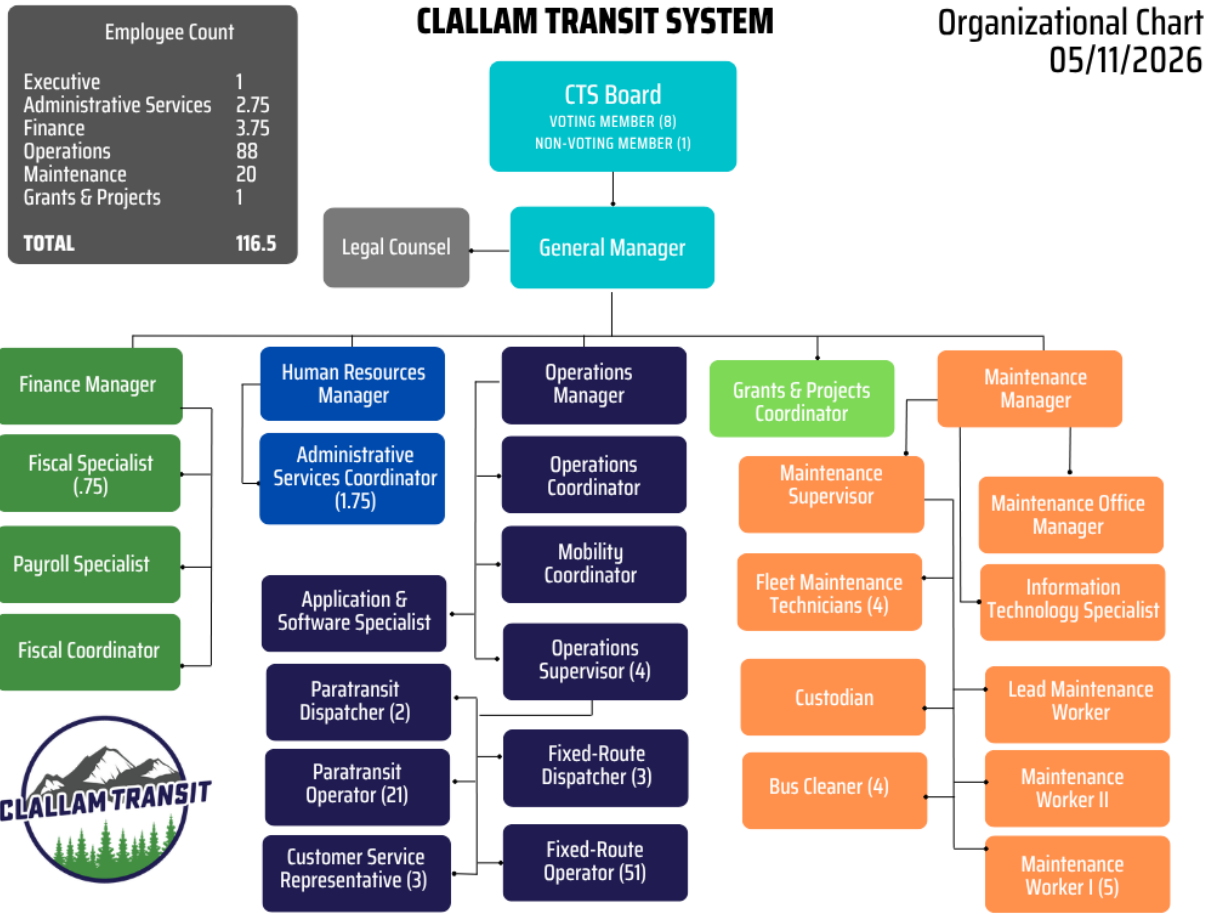 CLALLAM TRANSIT SYSTEM
Organizational Chart
05/11/2026
Employee Count
Executive 1
Administrative Services 2.75
Finance 3.75
Operations 88
Maintenance 20
Grants & Projects 1
TOTAL 116.5
CTS Board
VOTING MEMBER (8)
NON-VOTING MEMBER (1)
Legal Counsel
General Manager
Finance Manager
Fiscal Specialist
(.75)
Payroll Specialist
Fiscal Coordinator
Human Resources
Manager
Administrative
Services Coordinator
(1.75)
Operations
Manager
Operations
Coordinator
Mobility
Coordinator
Application &
Software Specialist
Operations
Supervisor (4)
Paratransit
Dispatcher (2)
Fixed-Route
Dispatcher (3)
Paratransit
Operator (21)
Customer Service
Representative (3)
Fixed-Route
Operator (51)
Grants & Projects
Coordinator
Maintenance
Manager
Maintenance
Supervisor
Maintenance Office
Manager
Fleet Maintenance
Technicians (4)
Information
Technology Specialist
Custodian
Lead Maintenance
Worker
Bus Cleaner (4)
Maintenance
Worker II
Maintenance
Worker I (5)
CLALLAM TRANSIT